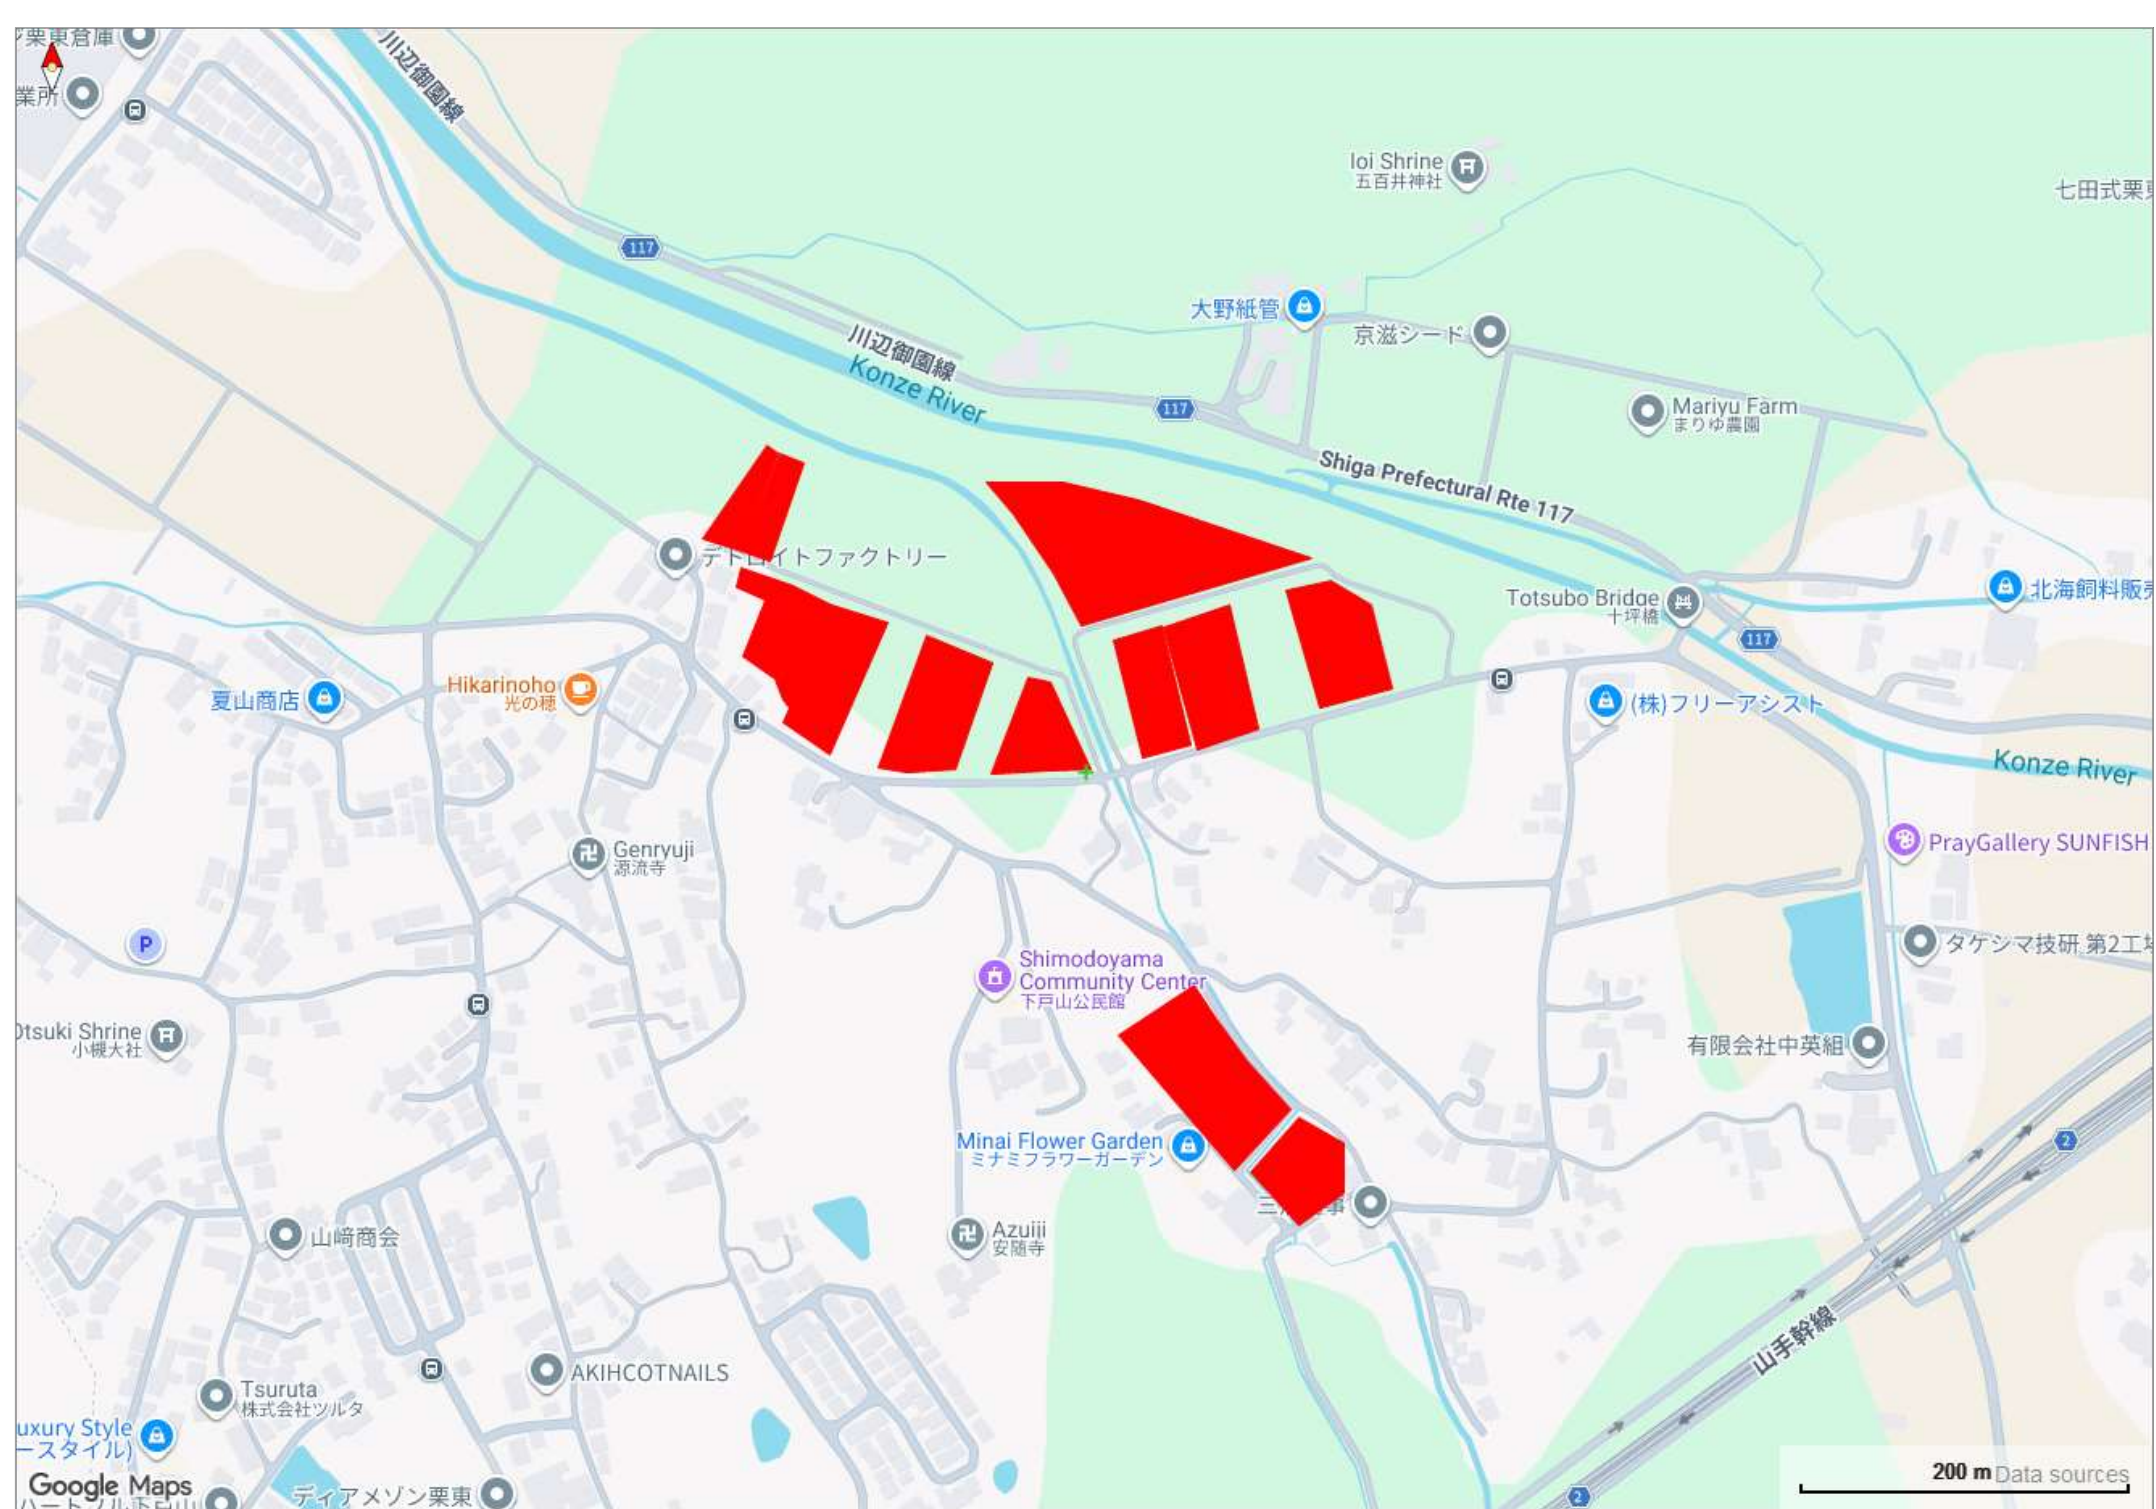 栗東倉庫
業所
川辺御園線
Ioi Shrine
五百井神社
七田式栗東
117
大野紙管
京滋シード
川辺御園線
Konze River
117
Mariyu Farm
まりゆ農園
Shiga Prefectural Rte 117
デトロイトファクトリー
Totsubo Bridge
十坪橋
北海飼料販売
117
Hikarinoho
光の穂
夏山商店
(株)フリーアシスト
Konze River
Genryuji
源流寺
PrayGallery SUNFISH
P
Shimodoyama
Community Center
下戸山公民館
タケシマ技研 第2工場
Otsuki Shrine
小槻大社
有限会社中英組
Minai Flower Garden
ミナミフラワーガーデン
2
Azuiji
安随寺
山﨑商会
山手幹線
AKIHCOTNAILS
Tsuruta
株式会社ツルタ
uxury Style
ースタイル)
200 m
Data sources
Google Maps
ディアメゾン栗東
2